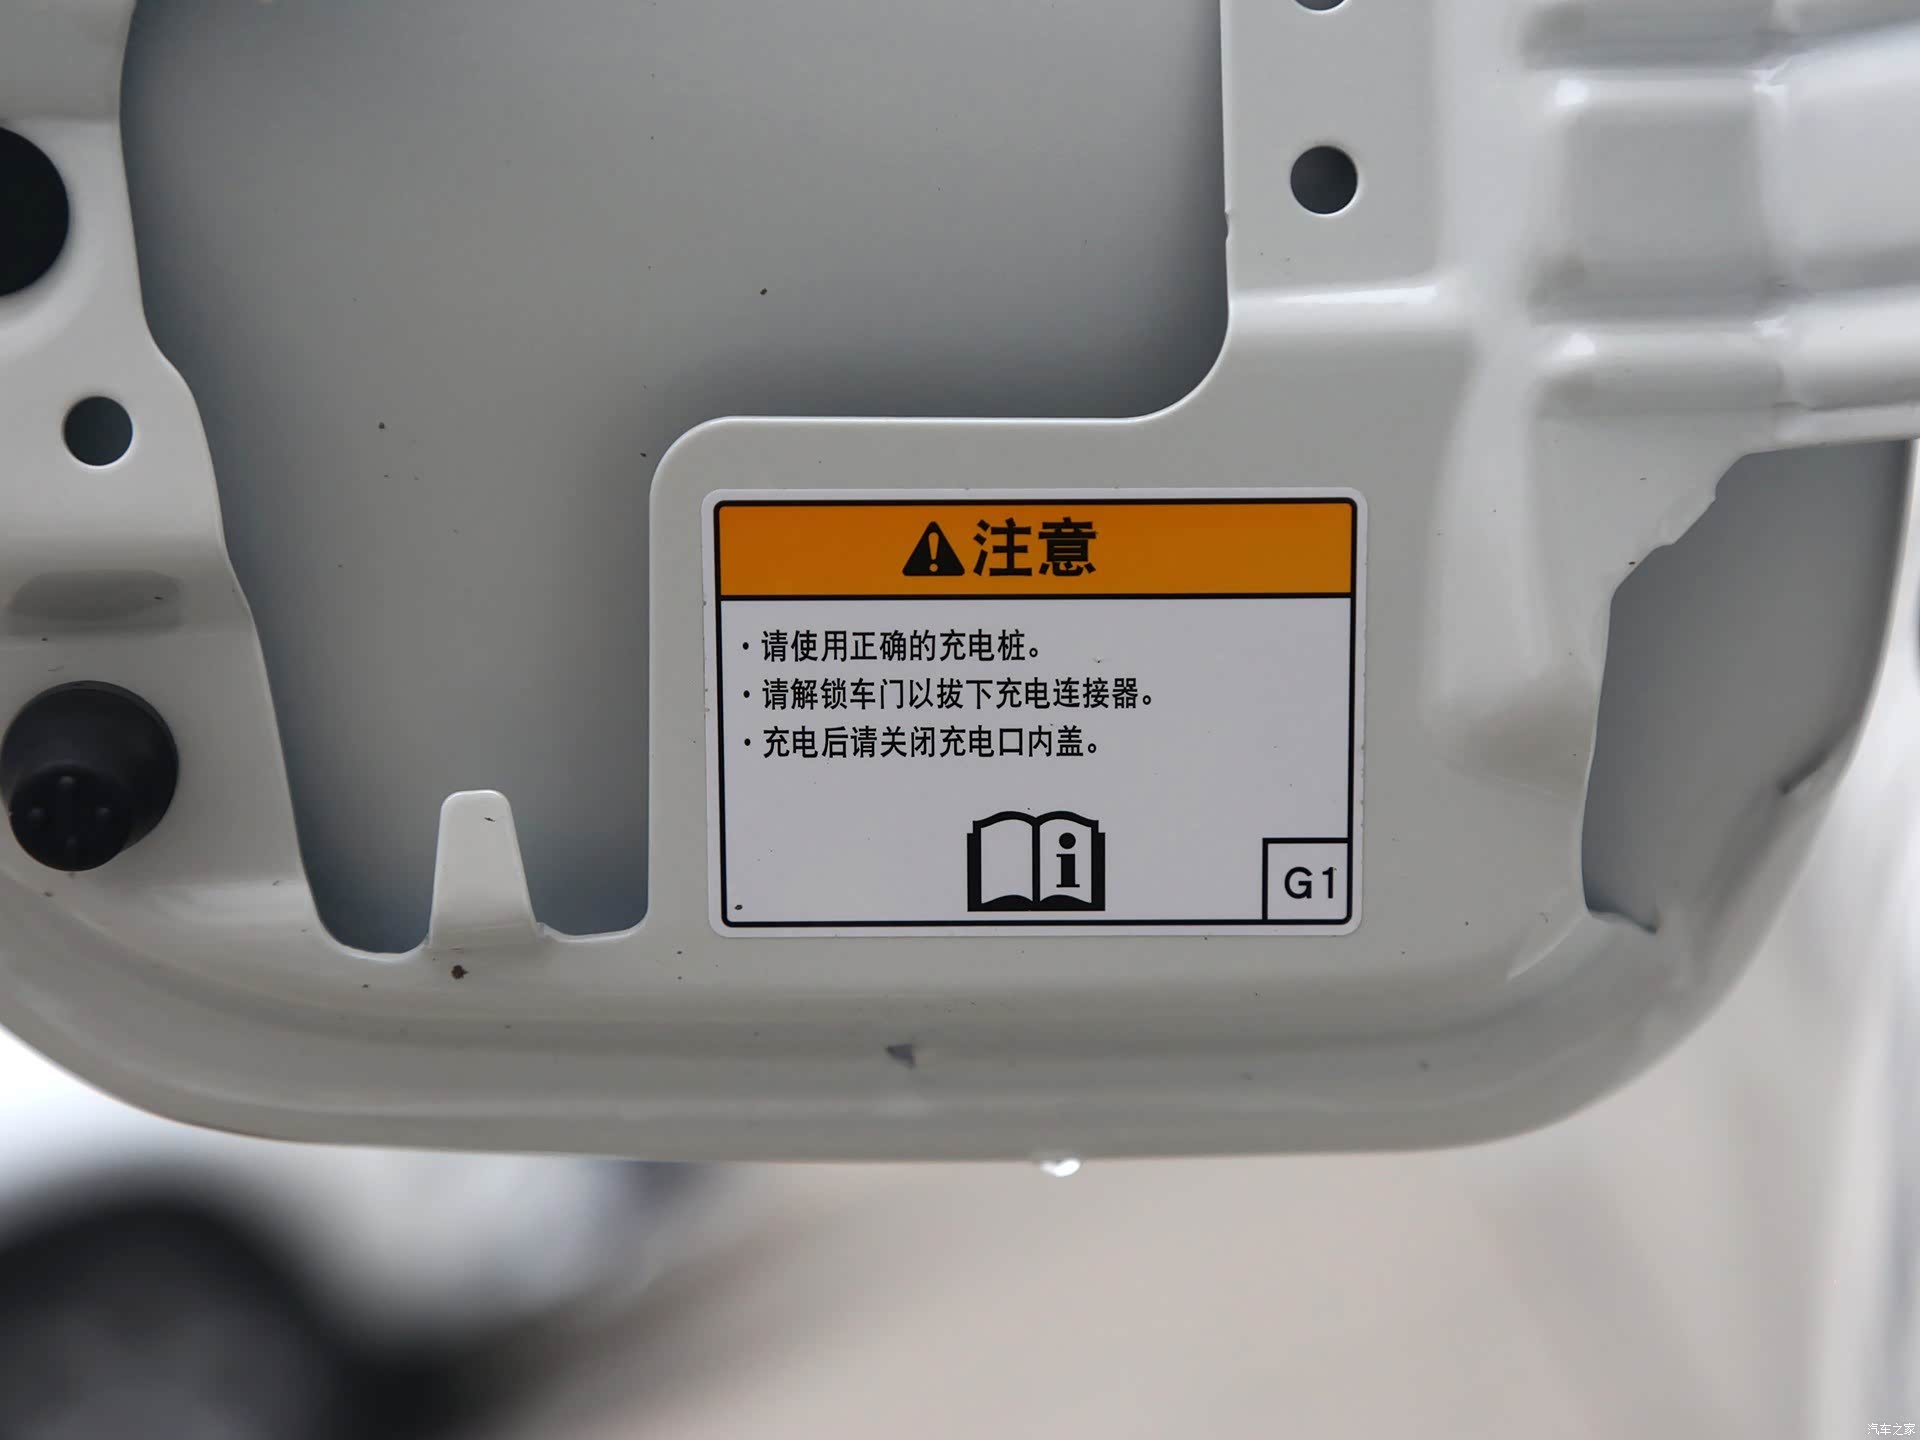 注意
·请使用正确的充电桩。
·请解锁车门以拔下充电连接器。
·充电后请关闭充电口内盖。
i
G1
汽车之家